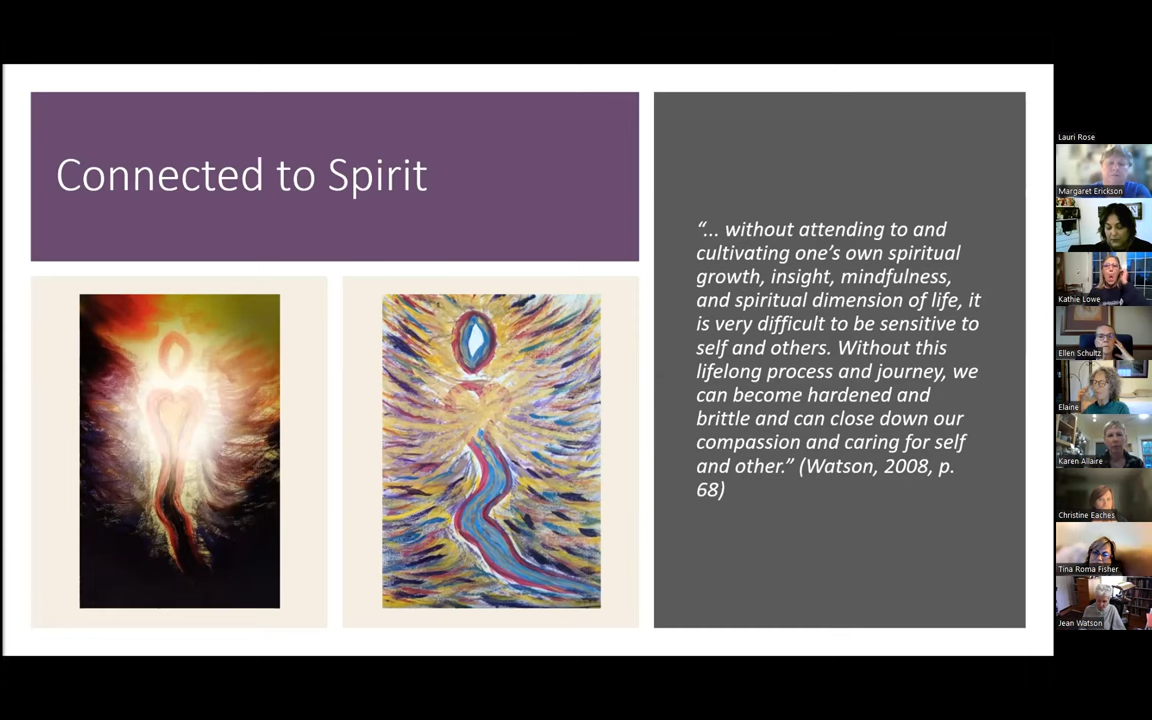 Connected to Spirit
“... without attending to and
cultivating one’s own spiritual
growth, insight, mindfulness,
and spiritual dimension of life, it
is very difficult to be sensitive to
self and others. Without this
lifelong process and journey, we
can become hardened and
brittle and can close down our
compassion and caring for self
and other.” (Watson, 2008, p.
68)
Lauri Rose
Margaret Erickson
Kathie Lowe
Ellen Schultz
Elaine
Karen Allaire
Christine Eaches
Tina Roma Fisher
Jean Watson